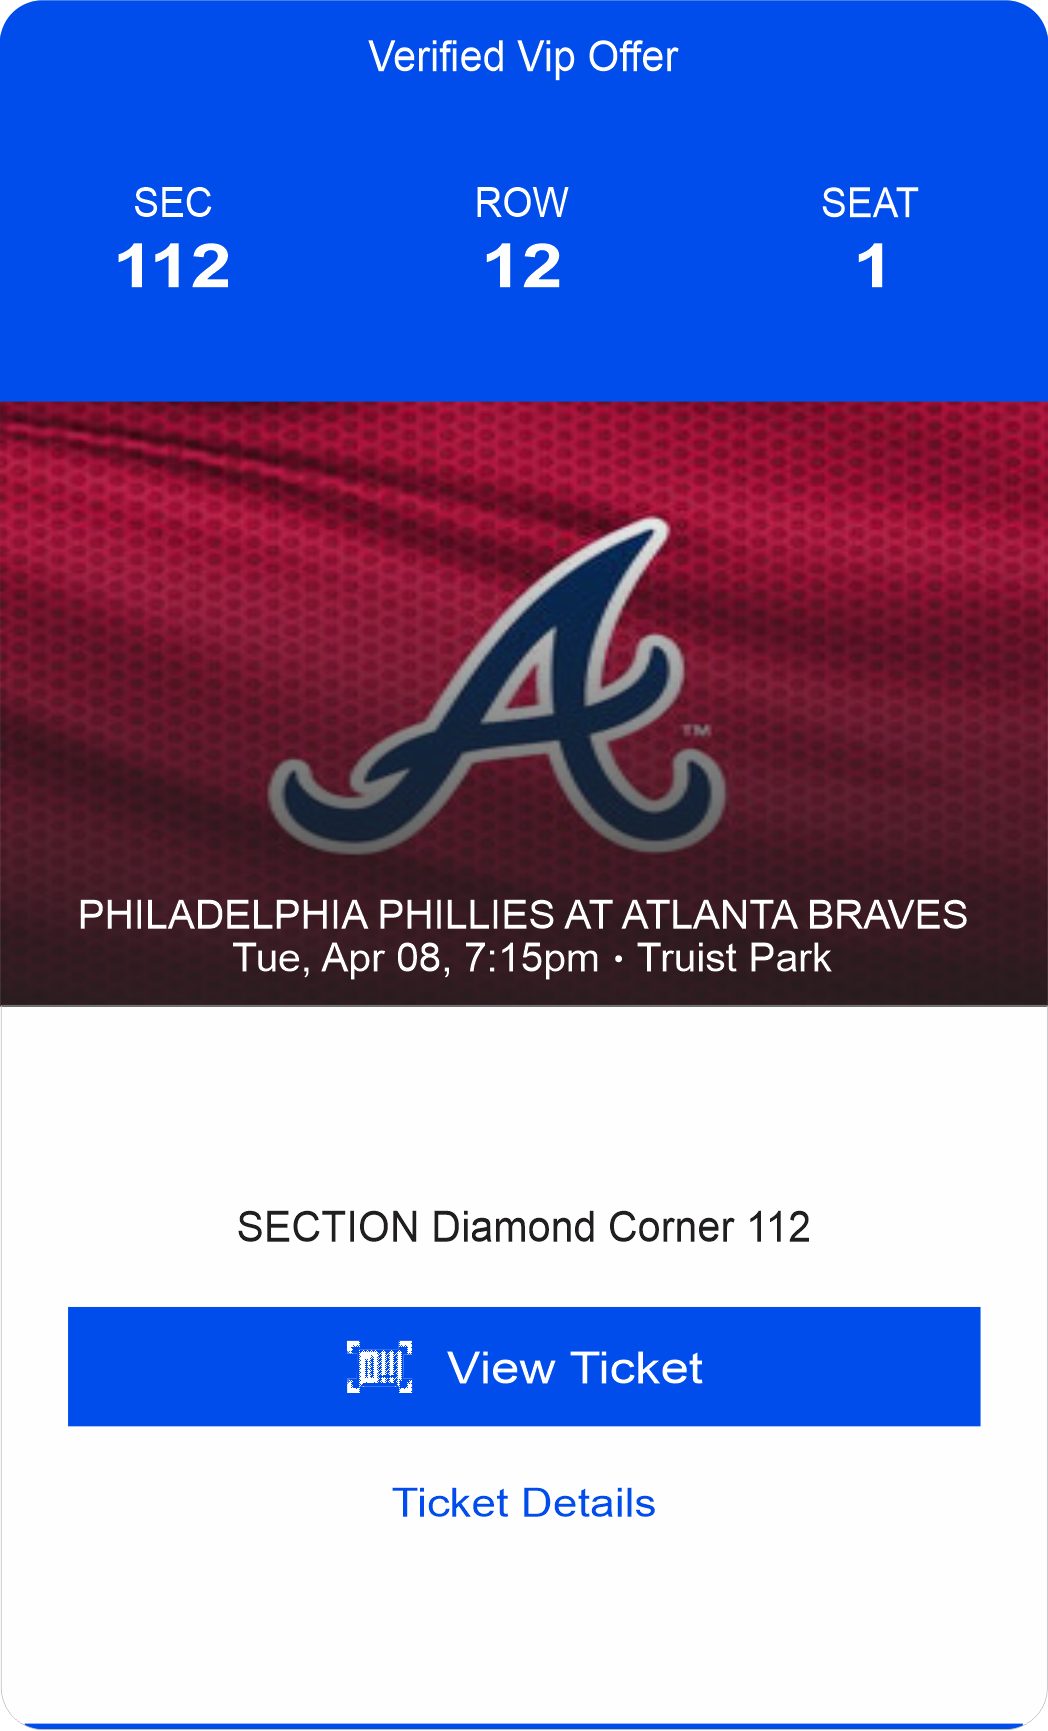 Verified Vip Offer
SEC ROW SEAT
112 12 1
A
TM
PHILADELPHIA PHILLIES AT ATLANTA BRAVES
Tue, Apr 08, 7:15pm · Truist Park
SECTION Diamond Corner 112
View Ticket
Ticket Details